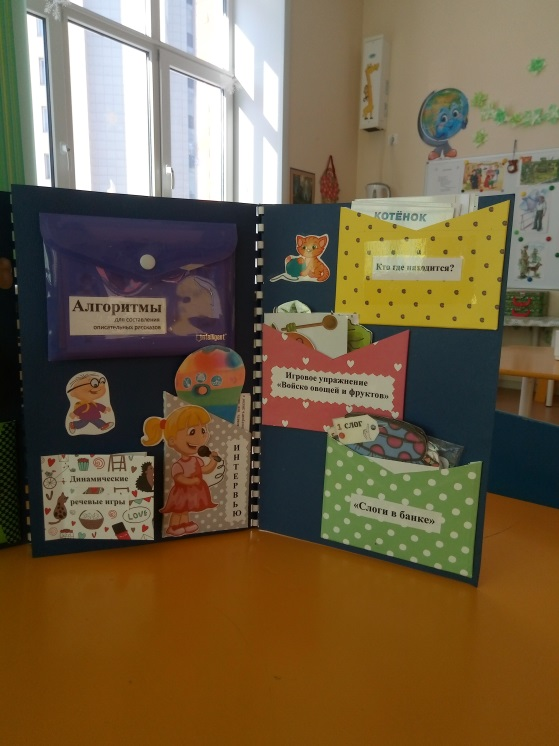 Алгоритмы
для составления
описательных рассказов
intelligent
Динамические
речевые игры
LOVE
ИНТЕРВЬЮ
КОТЁНОК
Кто где находится?
Игровое упражнение
«Войско овощей и фруктов»
1 СЛОГ
«Слоги в банке»